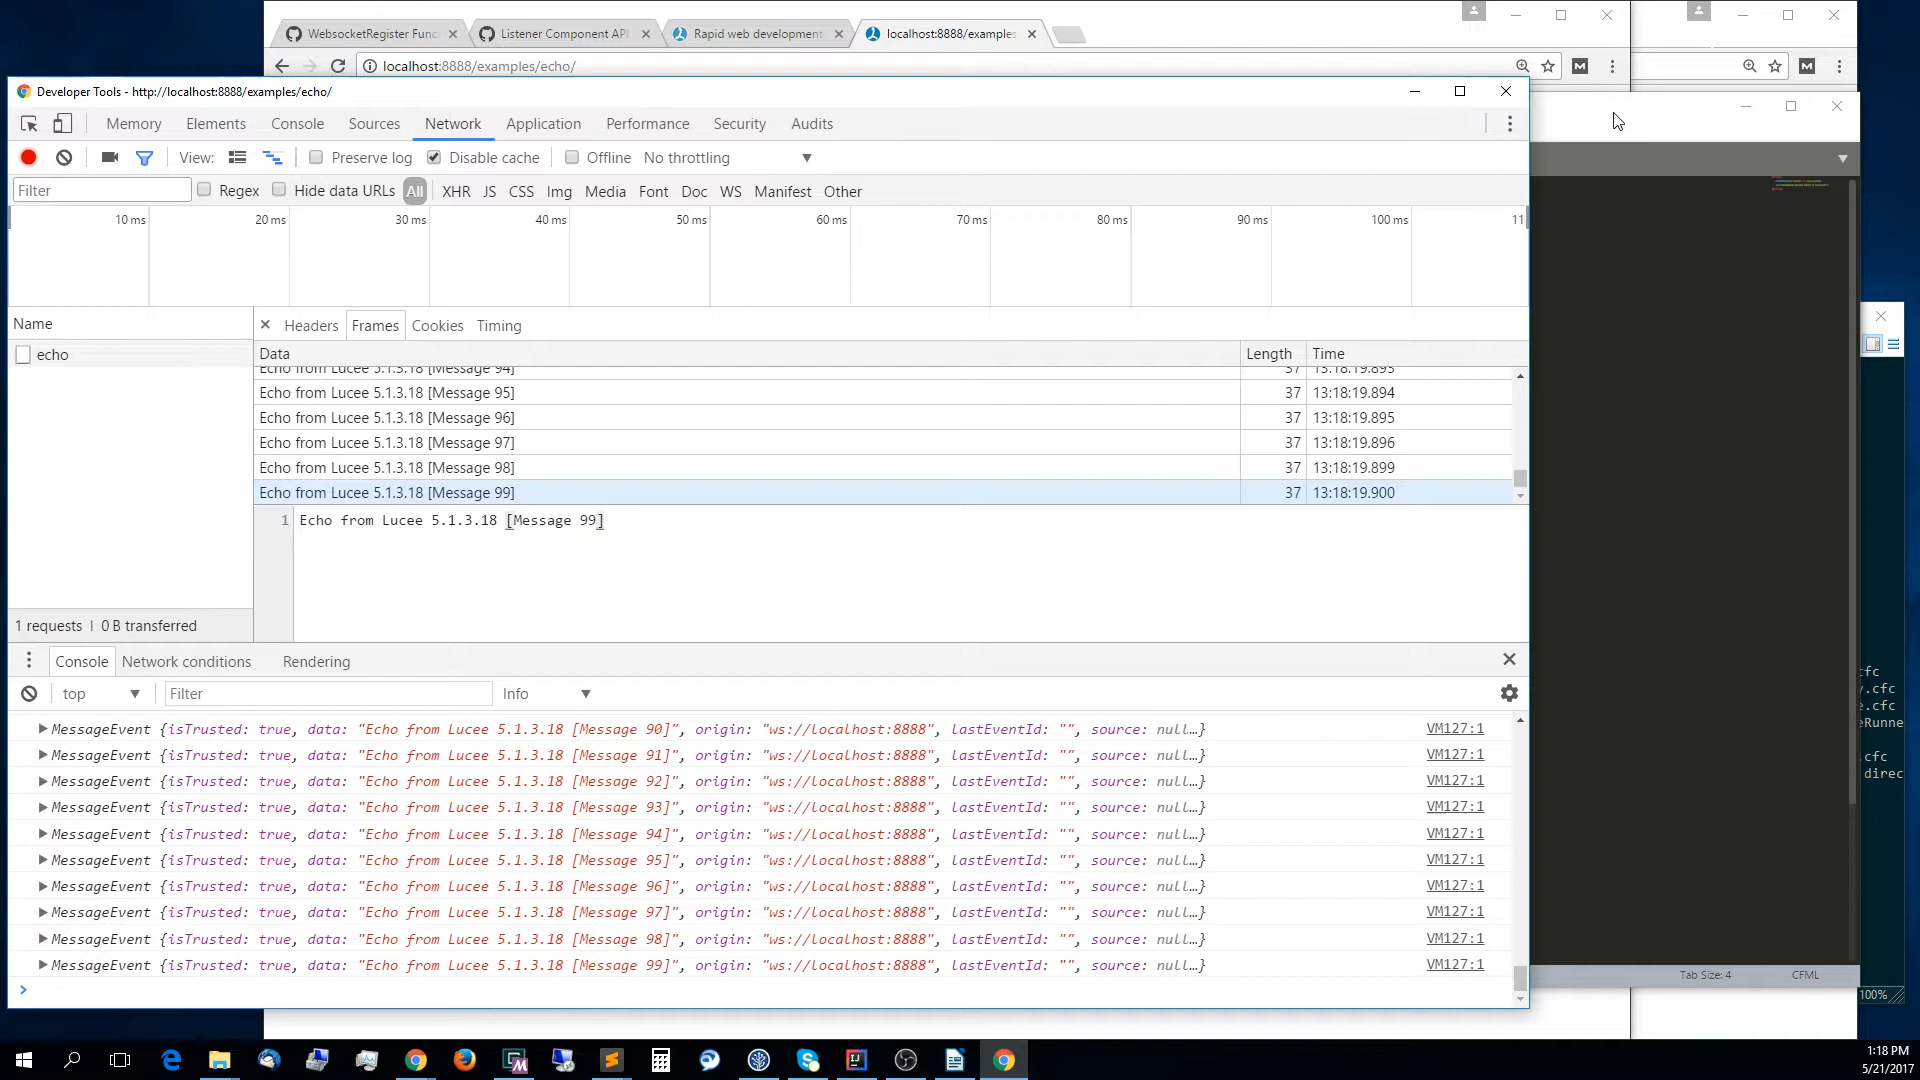 WebsocketRegister Func
Listener Component API
Rapid web development
localhost:8888/examples
localhost:8888/examples/echo/
Developer Tools - http://localhost:8888/examples/echo/
Memory Elements Console Sources Network Application Performance Security Audits
View: Preserve log Disable cache Offline No throttling
Filter Regex Hide data URLs All XHR JS CSS Img Media Font Doc WS Manifest Other
10 ms 20 ms 30 ms 40 ms 50 ms 60 ms 70 ms 80 ms 90 ms 100 ms 11
Name
echo
Headers Frames Cookies Timing
Data Length Time
Echo from Lucee 5.1.3.18 [Message 94] 37 13:18:19.893
Echo from Lucee 5.1.3.18 [Message 95] 37 13:18:19.894
Echo from Lucee 5.1.3.18 [Message 96] 37 13:18:19.895
Echo from Lucee 5.1.3.18 [Message 97] 37 13:18:19.896
Echo from Lucee 5.1.3.18 [Message 98] 37 13:18:19.899
Echo from Lucee 5.1.3.18 [Message 99] 37 13:18:19.900
1 Echo from Lucee 5.1.3.18 [Message 99]
1 requests | 0 B transferred
Console Network conditions Rendering
top Filter Info
MessageEvent {isTrusted: true, data: "Echo from Lucee 5.1.3.18 [Message 90]", origin: "ws://localhost:8888", lastEventId: "", source: null…} VM127:1
MessageEvent {isTrusted: true, data: "Echo from Lucee 5.1.3.18 [Message 91]", origin: "ws://localhost:8888", lastEventId: "", source: null…} VM127:1
MessageEvent {isTrusted: true, data: "Echo from Lucee 5.1.3.18 [Message 92]", origin: "ws://localhost:8888", lastEventId: "", source: null…} VM127:1
MessageEvent {isTrusted: true, data: "Echo from Lucee 5.1.3.18 [Message 93]", origin: "ws://localhost:8888", lastEventId: "", source: null…} VM127:1
MessageEvent {isTrusted: true, data: "Echo from Lucee 5.1.3.18 [Message 94]", origin: "ws://localhost:8888", lastEventId: "", source: null…} VM127:1
MessageEvent {isTrusted: true, data: "Echo from Lucee 5.1.3.18 [Message 95]", origin: "ws://localhost:8888", lastEventId: "", source: null…} VM127:1
MessageEvent {isTrusted: true, data: "Echo from Lucee 5.1.3.18 [Message 96]", origin: "ws://localhost:8888", lastEventId: "", source: null…} VM127:1
MessageEvent {isTrusted: true, data: "Echo from Lucee 5.1.3.18 [Message 97]", origin: "ws://localhost:8888", lastEventId: "", source: null…} VM127:1
MessageEvent {isTrusted: true, data: "Echo from Lucee 5.1.3.18 [Message 98]", origin: "ws://localhost:8888", lastEventId: "", source: null…} VM127:1
MessageEvent {isTrusted: true, data: "Echo from Lucee 5.1.3.18 [Message 99]", origin: "ws://localhost:8888", lastEventId: "", source: null…} VM127:1
cfc
y.cfc
e.cfc
eRunne
.cfc
direc
Tab Size: 4 CFML
100%
1:18 PM
5/21/2017